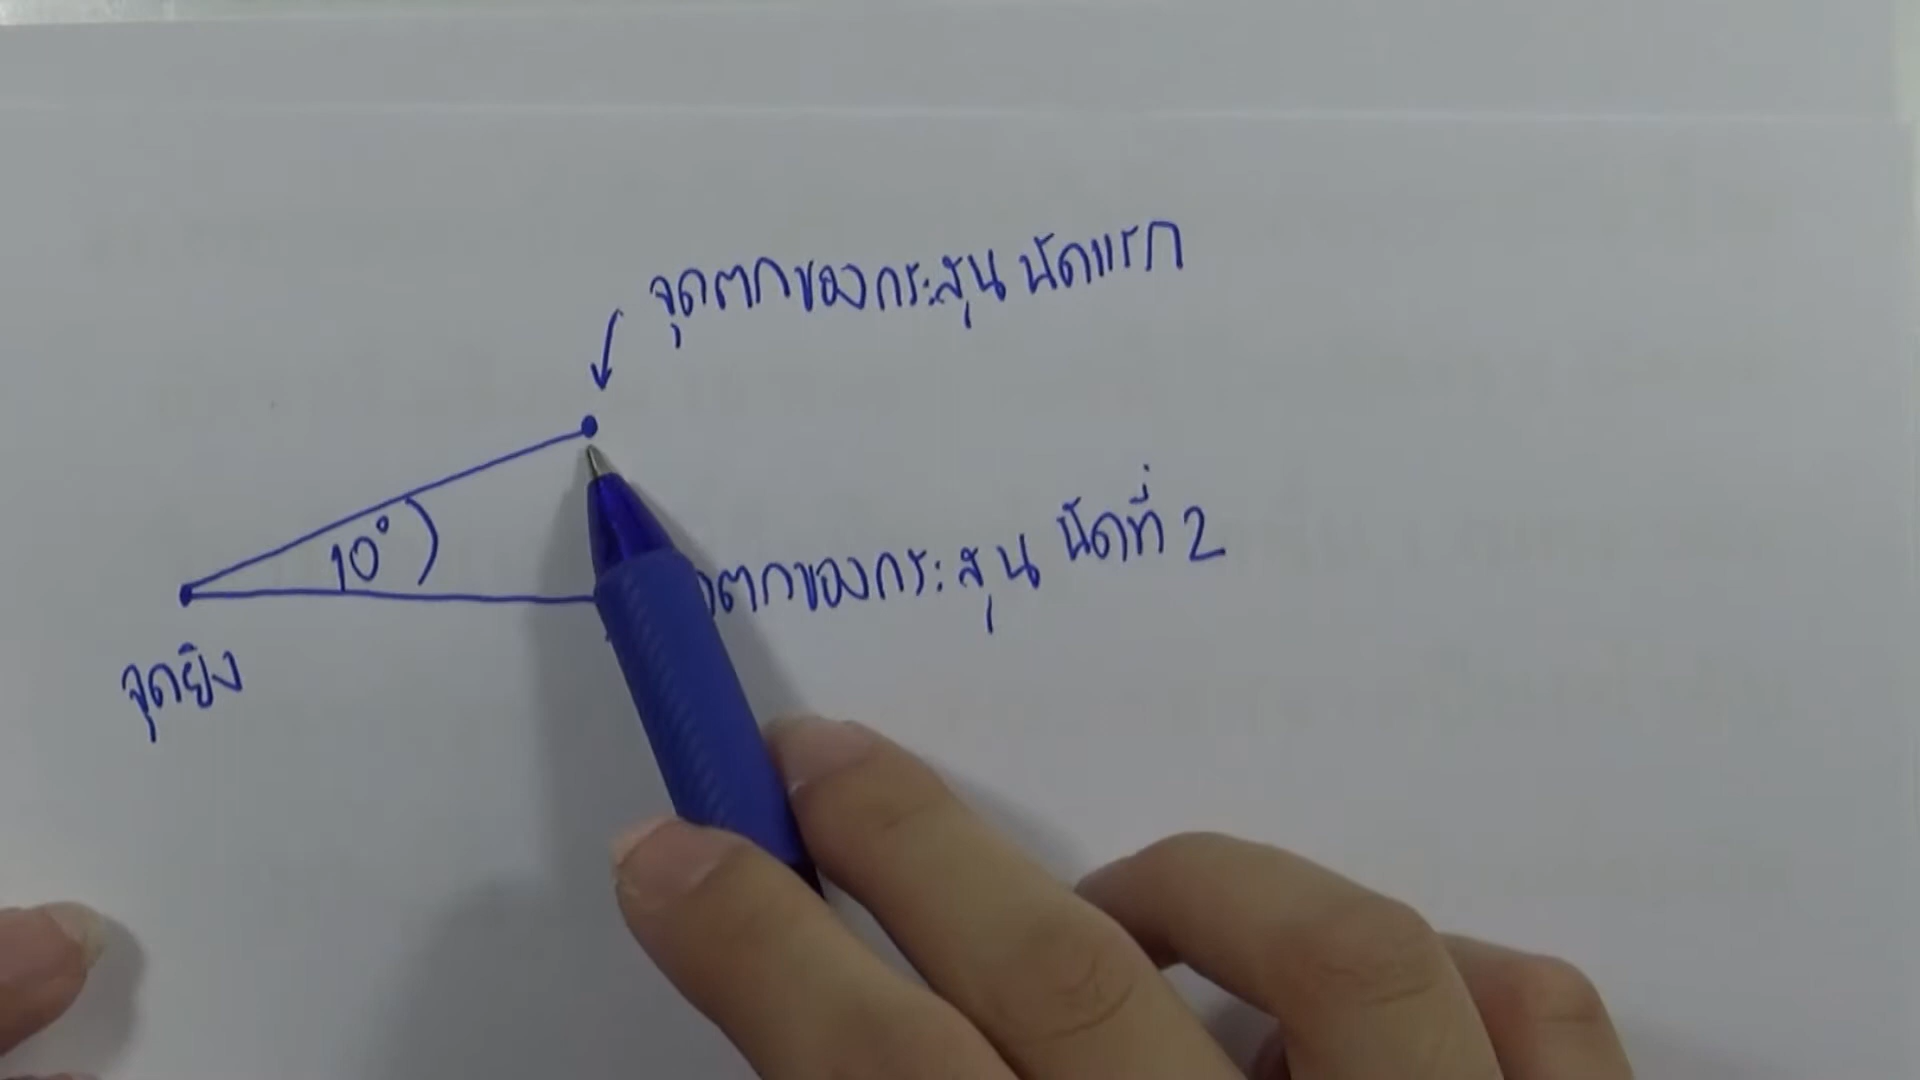 จุดตกของกระสุน นัดแรก
10°
ตกของกระสุน นัดที่ 2
จุดยิง